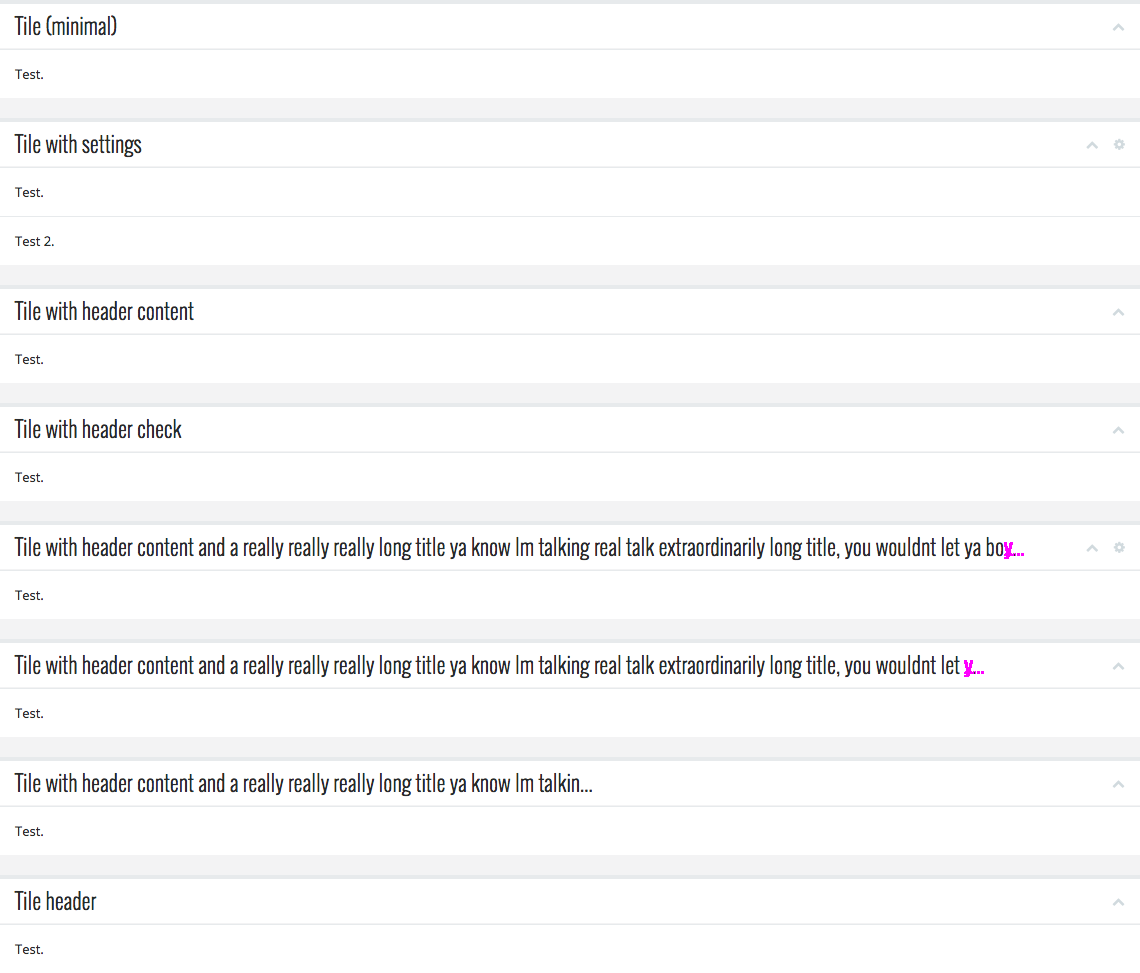 Tile (minimal)
Test.
Tile with settings
Test.
Test 2.
Tile with header content
Test.
Tile with header check
Test.
Tile with header content and a really really really long title ya know Im talking real talk extraordinarily long title, you wouldnt let ya boy...
Test.
Tile with header content and a really really really long title ya know Im talking real talk extraordinarily long title, you wouldnt let y...
Test.
Tile with header content and a really really really long title ya know Im talkin...
Test.
Tile header
Test.